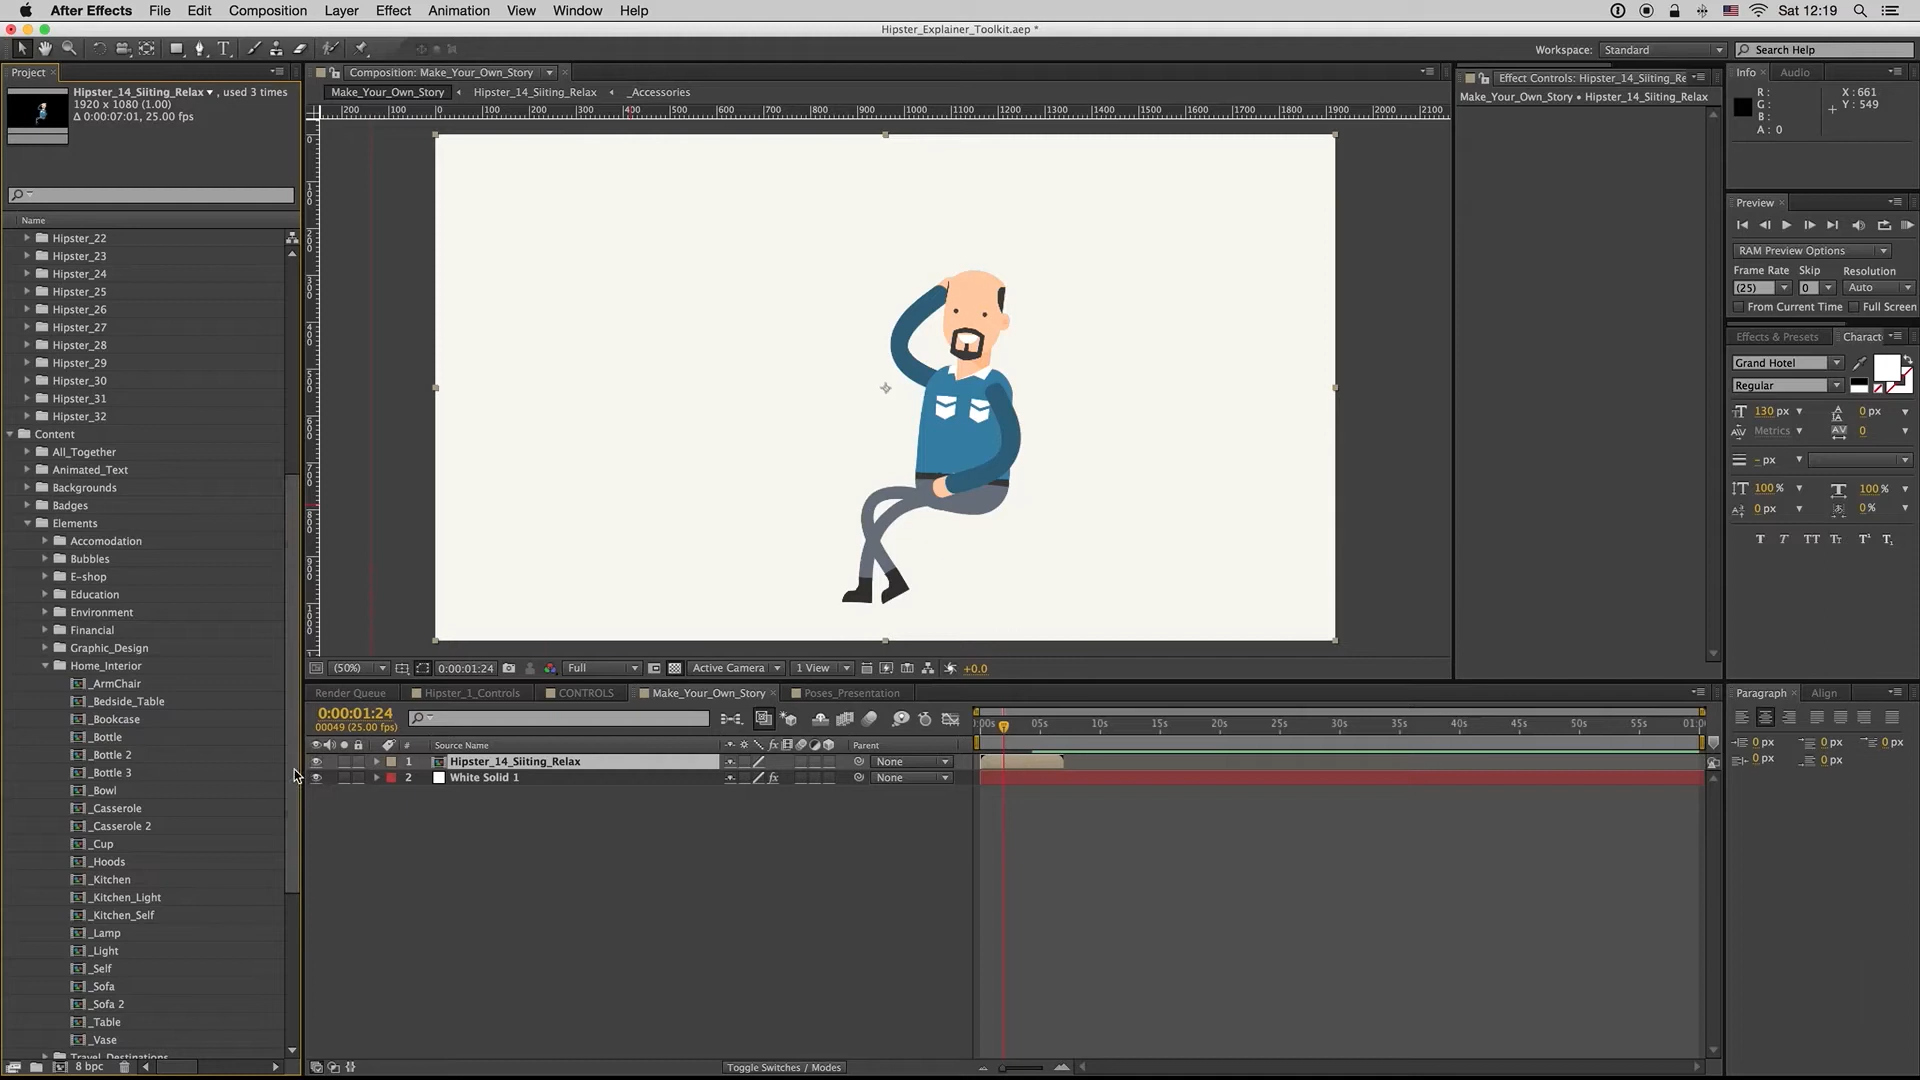 After Effects File Edit Composition Layer Effect Animation View Window Help Sat 12:19
Hipster_Explainer_Toolkit.aep *
Workspace: Standard Search Help
Project
Hipster_14_Siiting_Relax ▾ , used 3 times
1920 x 1080 (1.00)
Δ 0:00:07:01, 25.00 fps
Name
Hipster_22
Hipster_23
Hipster_24
Hipster_25
Hipster_26
Hipster_27
Hipster_28
Hipster_29
Hipster_30
Hipster_31
Hipster_32
Content
All_Together
Animated_Text
Backgrounds
Badges
Elements
Accomodation
Bubbles
E-shop
Education
Environment
Financial
Graphic_Design
Home_Interior
_ArmChair
_Bedside_Table
_Bookcase
_Bottle
_Bottle 2
_Bottle 3
_Bowl
_Casserole
_Casserole 2
_Cup
_Hoods
_Kitchen
_Kitchen_Light
_Kitchen_Self
_Lamp
_Light
_Self
_Sofa
_Sofa 2
_Table
_Vase
Travel_Destinations
8 bpc
Composition: Make_Your_Own_Story
Make_Your_Own_Story Hipster_14_Siiting_Relax _Accessories
200 100 0 100 200 300 400 500 600 700 800 900 1000 1100 1200 1300 1400 1500 1600 1700 1800 1900 2000 2100
(50%) 0:00:01:24 Full Active Camera 1 View +0.0
Effect Controls: Hipster_14_Siiting_Re
Make_Your_Own_Story • Hipster_14_Siiting_Relax
Info Audio
R : X : 661
G : Y : 549
B :
A : 0
Preview
RAM Preview Options
Frame Rate Skip Resolution
(25) 0 Auto
From Current Time Full Screen
Effects & Presets Charact
Grand Hotel
Regular
130 px 0 px
Metrics 0
- px
100 % 100 %
0 px 0 %
T T TT Tt T¹ T₁
Paragraph Align
0 px 0 px 0 px
0 px 0 px
Render Queue Hipster_1_Controls CONTROLS Make_Your_Own_Story Poses_Presentation
0:00:01:24
00049 (25.00 fps)
:00s 05s 10s 15s 20s 25s 30s 35s 40s 45s 50s 55s 01:0
# Source Name Parent
1 Hipster_14_Siiting_Relax None
2 White Solid 1 None
Toggle Switches / Modes